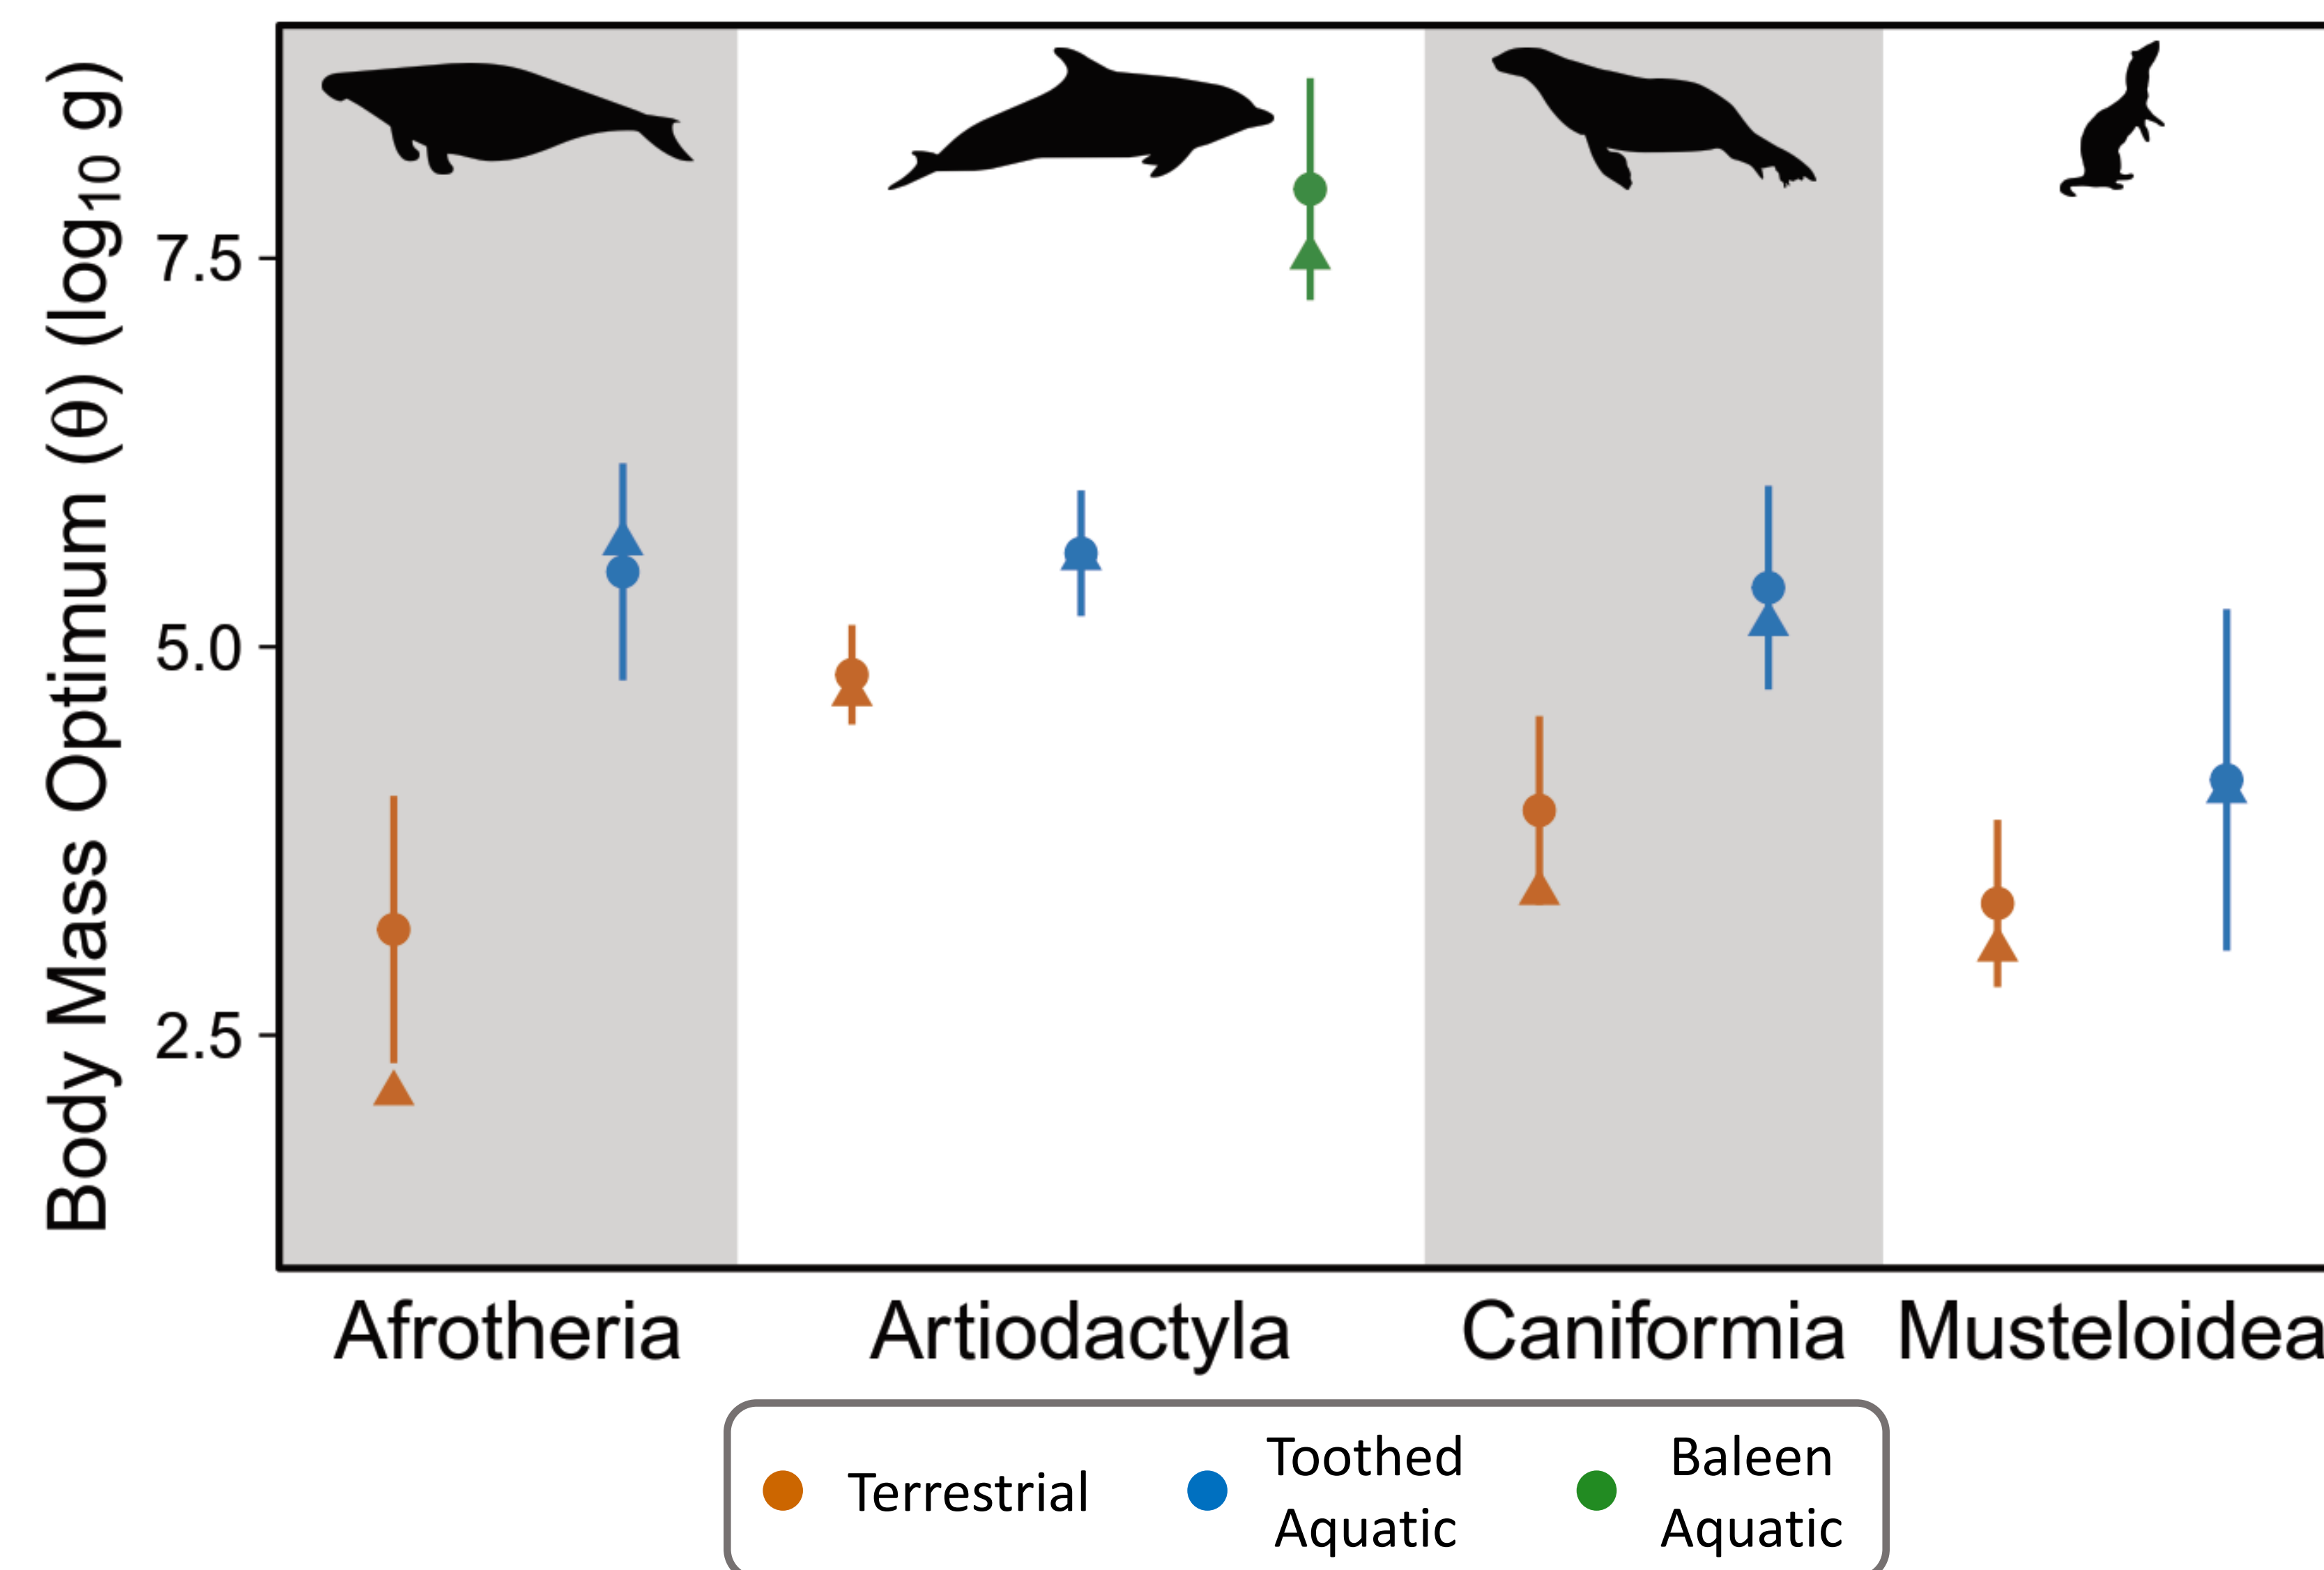 Body Mass Optimum (θ) (log10 g)
7.5
5.0
2.5
Afrotheria Artiodactyla Caniformia Musteloidea
Terrestrial
Toothed
Aquatic
Baleen
Aquatic